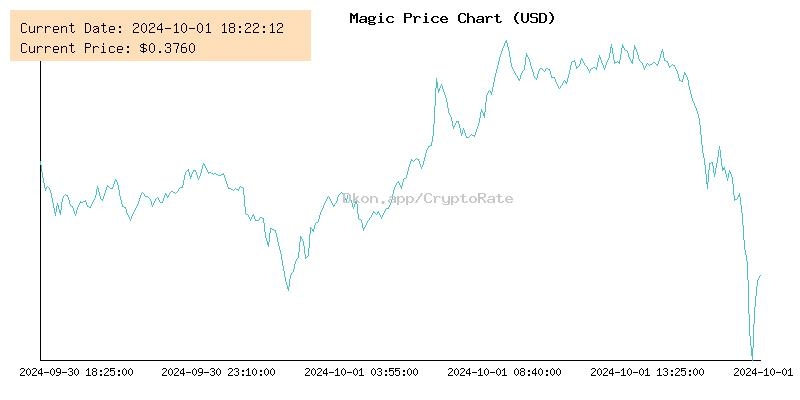 Magic Price Chart (USD)
Current Date: 2024-10-01 18:22:12
Current Price: $0.3760
kon.app/CryptoRate
2024-09-30 18:25:00 2024-09-30 23:10:00 2024-10-01 03:55:00 2024-10-01 08:40:00 2024-10-01 13:25:00 2024-10-01